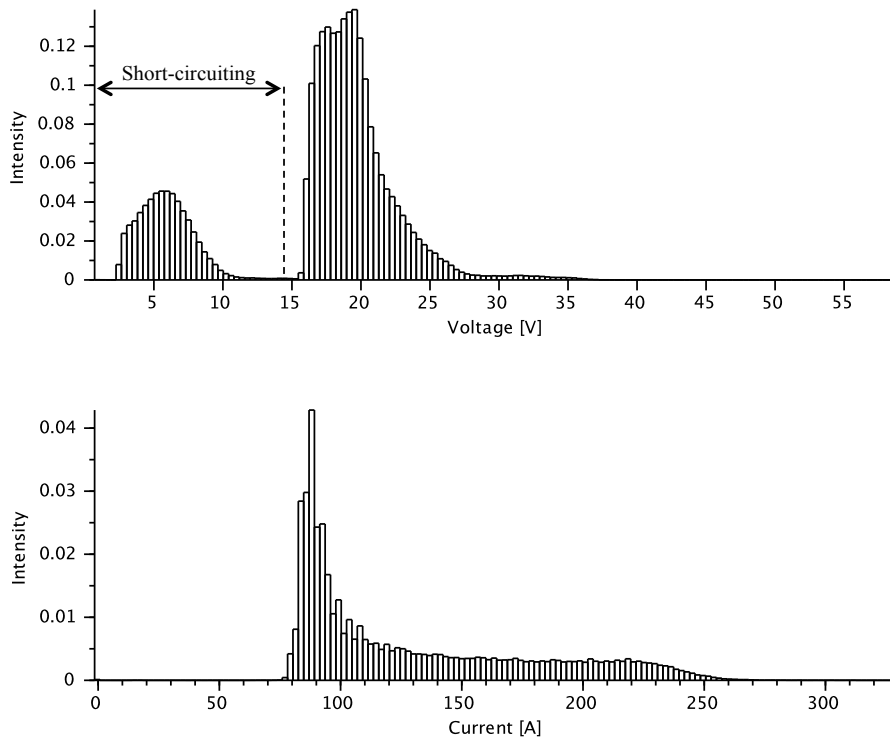 0.12
Short-circuiting
0.1
0.08
Intensity
0.06
0.04
0.02
0
5 10 15 20 25 30 35 40 45 50 55
Voltage [V]
0.04
0.03
Intensity
0.02
0.01
0
0 50 100 150 200 250 300
Current [A]